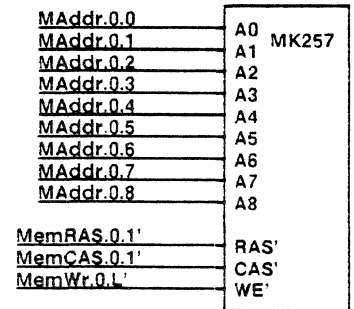 MAddr.0.0
MAddr.0.1
MAddr.0.2
MAddr.0.3
MAddr.0.4
MAddr.0.5
MAddr.0.6
MAddr.0.7
MAddr.0.8
MemRAS.0.1'
MemCAS.0.1'
MemWr.0.L'
MK257
A0
A1
A2
A3
A4
A5
A6
A7
A8
RAS'
CAS'
WE'